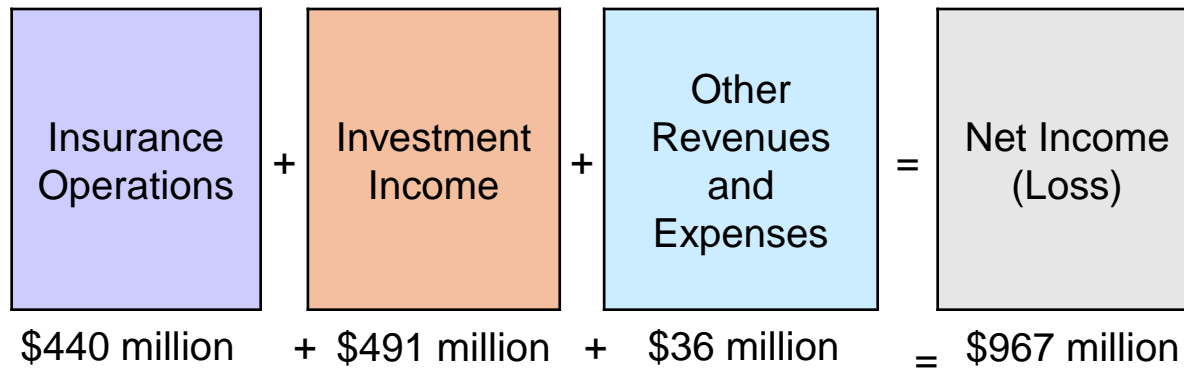 Insurance
Operations
+
Investment
Income
+
Other
Revenues
and
Expenses
=
Net Income
(Loss)
$440 million + $491 million + $36 million = $967 million